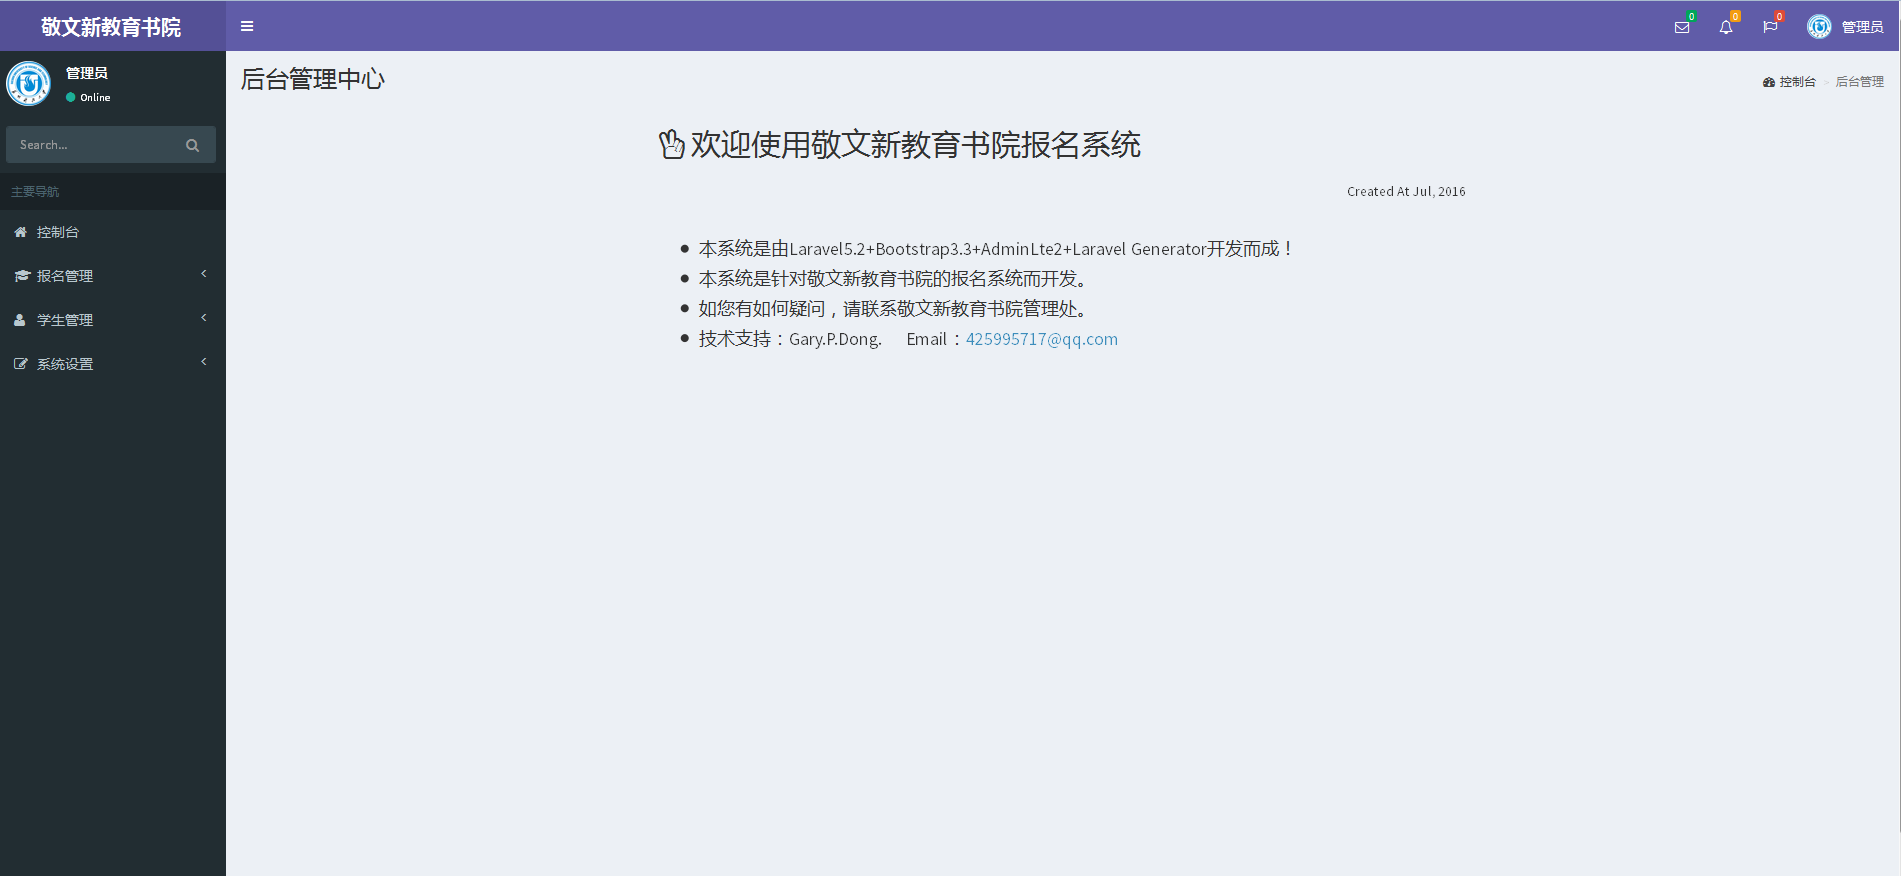 敬文新教育书院
0
0
0
管理员
管理员
Online
后台管理中心
控制台 > 后台管理
Search...
主要导航
控制台
报名管理
学生管理
系统设置
欢迎使用敬文新教育书院报名系统
Created At Jul, 2016
本系统是由Laravel5.2+Bootstrap3.3+AdminLte2+Laravel Generator开发而成！
本系统是针对敬文新教育书院的报名系统而开发。
如您有如何疑问，请联系敬文新教育书院管理处。
技术支持：Gary.P.Dong. Email：425995717@qq.com